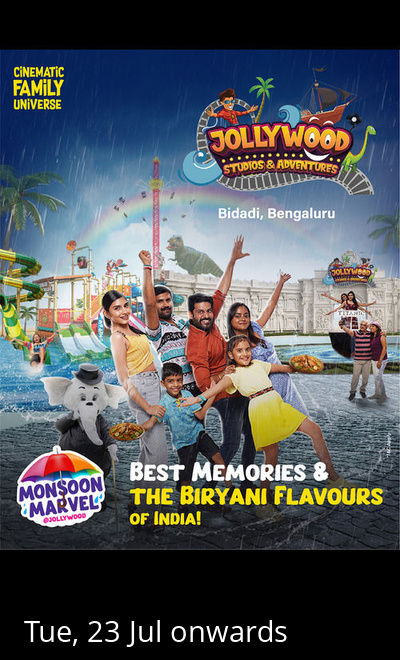 CINEMATIC
FAMILY
UNIVERSE
JOLLYWOOD
STUDIOS & ADVENTURES
Bidadi, Bengaluru
JOLLYWOOD
TITANIC
MONSOON
MARVEL
@JOLLYWOOD
BEST MEMORIES &
THE BIRYANI FLAVOURS
OF INDIA!
Tue, 23 Jul onwards